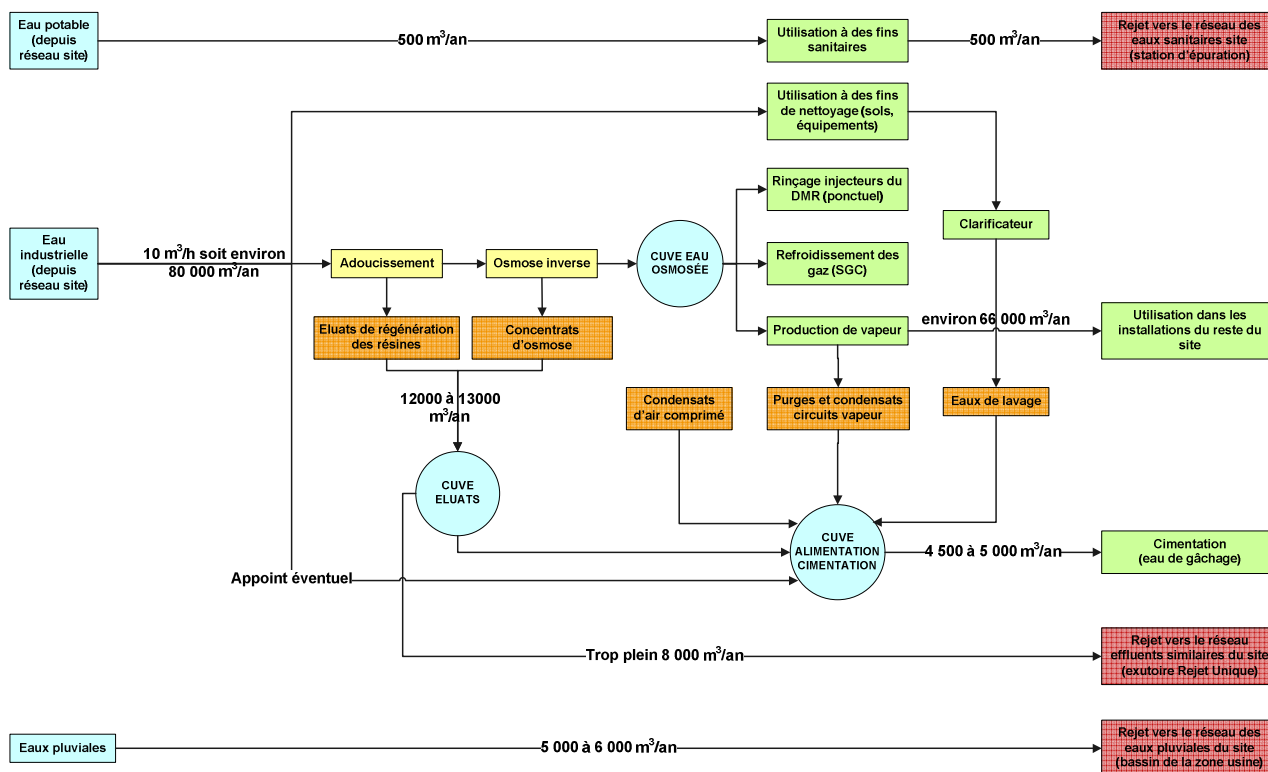 Eau potable
(depuis
réseau site)
500 m³/an
Utilisation à des fins
sanitaires
500 m³/an
Rejet vers le réseau des
eaux sanitaires site
(station d'épuration)
Utilisation à des fins
de nettoyage (sols,
équipements)
Rinçage injecteurs du
DMR (ponctuel)
Clarificateur
Eau
industrielle
(depuis
réseau site)
10 m³/h soit environ
80 000 m³/an
Adoucissement
Osmose inverse
CUVE EAU
OSMOSÉE
Refroidissement des
gaz (SGC)
Eluats de régénération
des résines
Concentrats
d'osmose
Production de vapeur
environ 66 000 m³/an
Utilisation dans les
installations du reste du
site
12000 à 13000
m³/an
Condensats
d'air comprimé
Purges et condensats
circuits vapeur
Eaux de lavage
CUVE
ELUATS
CUVE
ALIMENTATION
CIMENTATION
4 500 à 5 000 m³/an
Cimentation
(eau de gâchage)
Appoint éventuel
Trop plein 8 000 m³/an
Rejet vers le réseau
effluents similaires du site
(exutoire Rejet Unique)
Eaux pluviales
5 000 à 6 000 m³/an
Rejet vers le réseau des
eaux pluviales du site
(bassin de la zone usine)